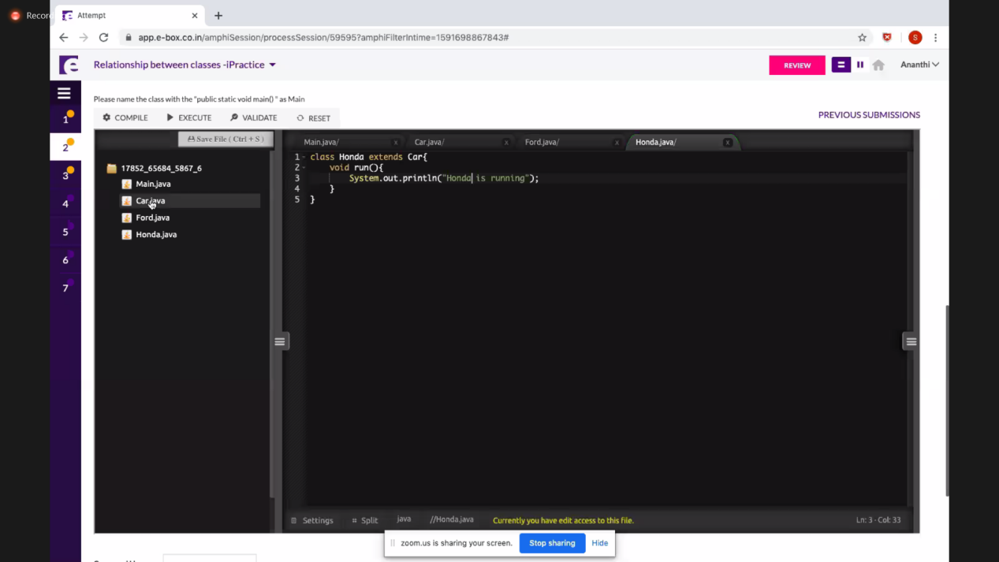 Record
Attempt
app.e-box.co.in/amphiSession/processSession/59595?amphiFilterIntime=1591698867843#
S
e
Relationship between classes -iPractice
REVIEW
Ananthi
Please name the class with the "public static void main() " as Main
COMPILE EXECUTE VALIDATE RESET
PREVIOUS SUBMISSIONS
1
2
3
4
5
6
7
Save File ( Ctrl + S )
17852_65684_5867_6
Main.java
Car.java
Ford.java
Honda.java
Main.java/ x Car.java/ x Ford.java/ x Honda.java/ x
1 class Honda extends Car{
2 void run(){
3 System.out.println("Honda is running");
4 }
5 }
Settings Split java //Honda.java Currently you have edit access to this file. Ln: 3 - Col: 33
zoom.us is sharing your screen. Stop sharing Hide